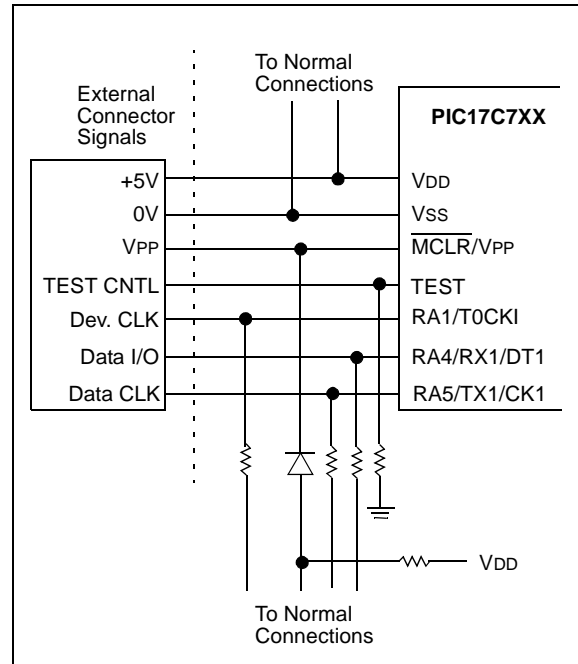 To Normal
Connections
External
Connector
Signals
PIC17C7XX
+5V
0V
VPP
TEST CNTL
Dev. CLK
Data I/O
Data CLK
VDD
VSS
MCLR/VPP
TEST
RA1/T0CKI
RA4/RX1/DT1
RA5/TX1/CK1
VDD
To Normal
Connections